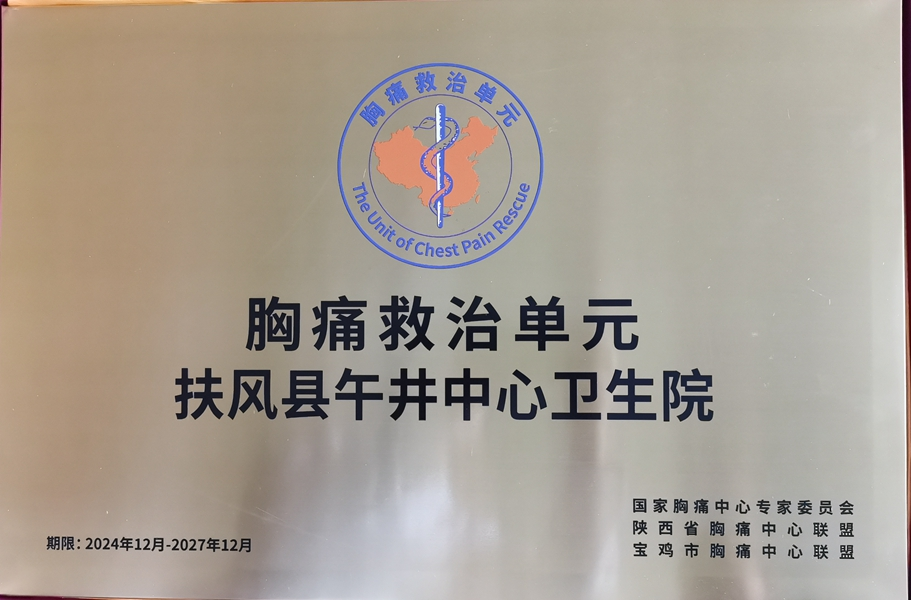 胸痛救治单元
The Unit of Chest Pain Rescue
胸痛救治单元
扶风县午井中心卫生院
国家胸痛中心专家委员会
陕西省胸痛中心联盟
宝鸡市胸痛中心联盟
期限：2024年12月-2027年12月